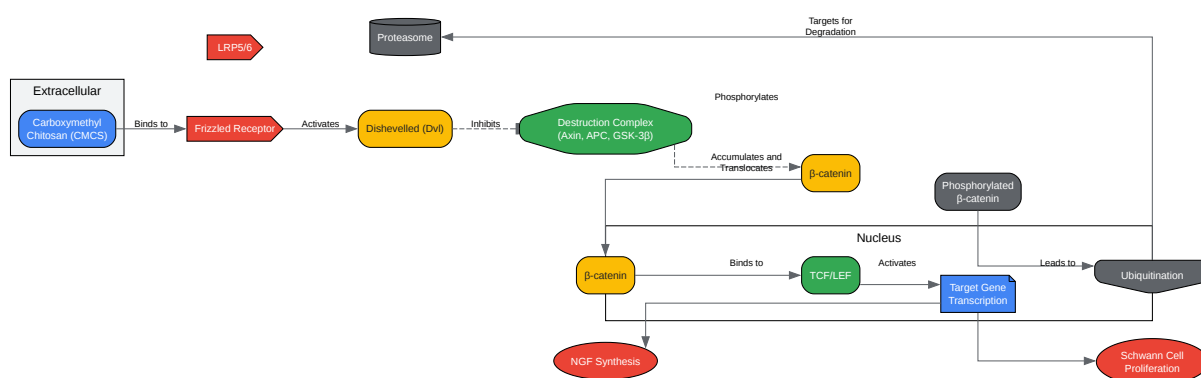 Targets for
Degradation
Proteasome
LRP5/6
Extracellular
Carboxymethyl
Chitosan (CMCS)
Binds to
Frizzled Receptor
Activates
Dishevelled (Dvl)
Inhibits
Destruction Complex
(Axin, APC, GSK-3β)
Phosphorylates
Accumulates and
Translocates
β-catenin
Phosphorylated
β-catenin
Nucleus
β-catenin
Binds to
TCF/LEF
Activates
Target Gene
Transcription
Leads to
Ubiquitination
NGF Synthesis
Schwann Cell
Proliferation